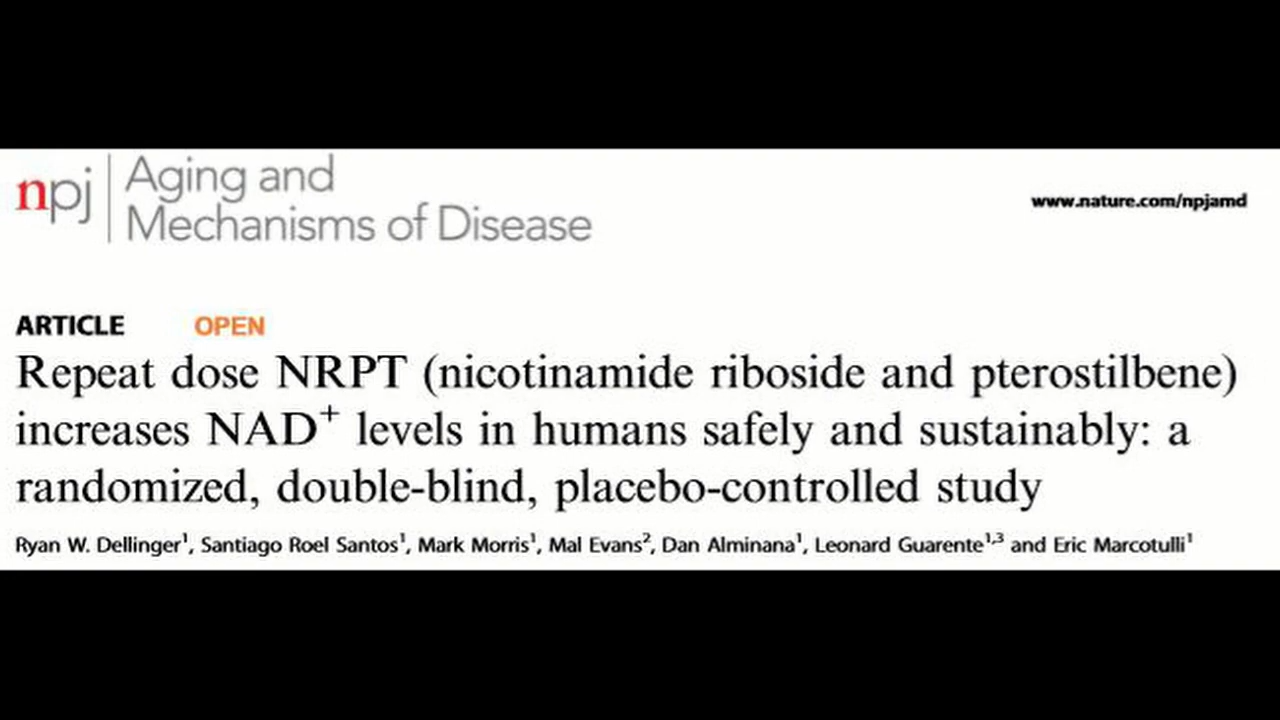 npj Aging and
Mechanisms of Disease
www.nature.com/npjamd
ARTICLE OPEN
Repeat dose NRPT (nicotinamide riboside and pterostilbene)
increases NAD⁺ levels in humans safely and sustainably: a
randomized, double-blind, placebo-controlled study
Ryan W. Dellinger¹, Santiago Roel Santos¹, Mark Morris¹, Mal Evans², Dan Alminana¹, Leonard Guarente¹,³ and Eric Marcotulli¹